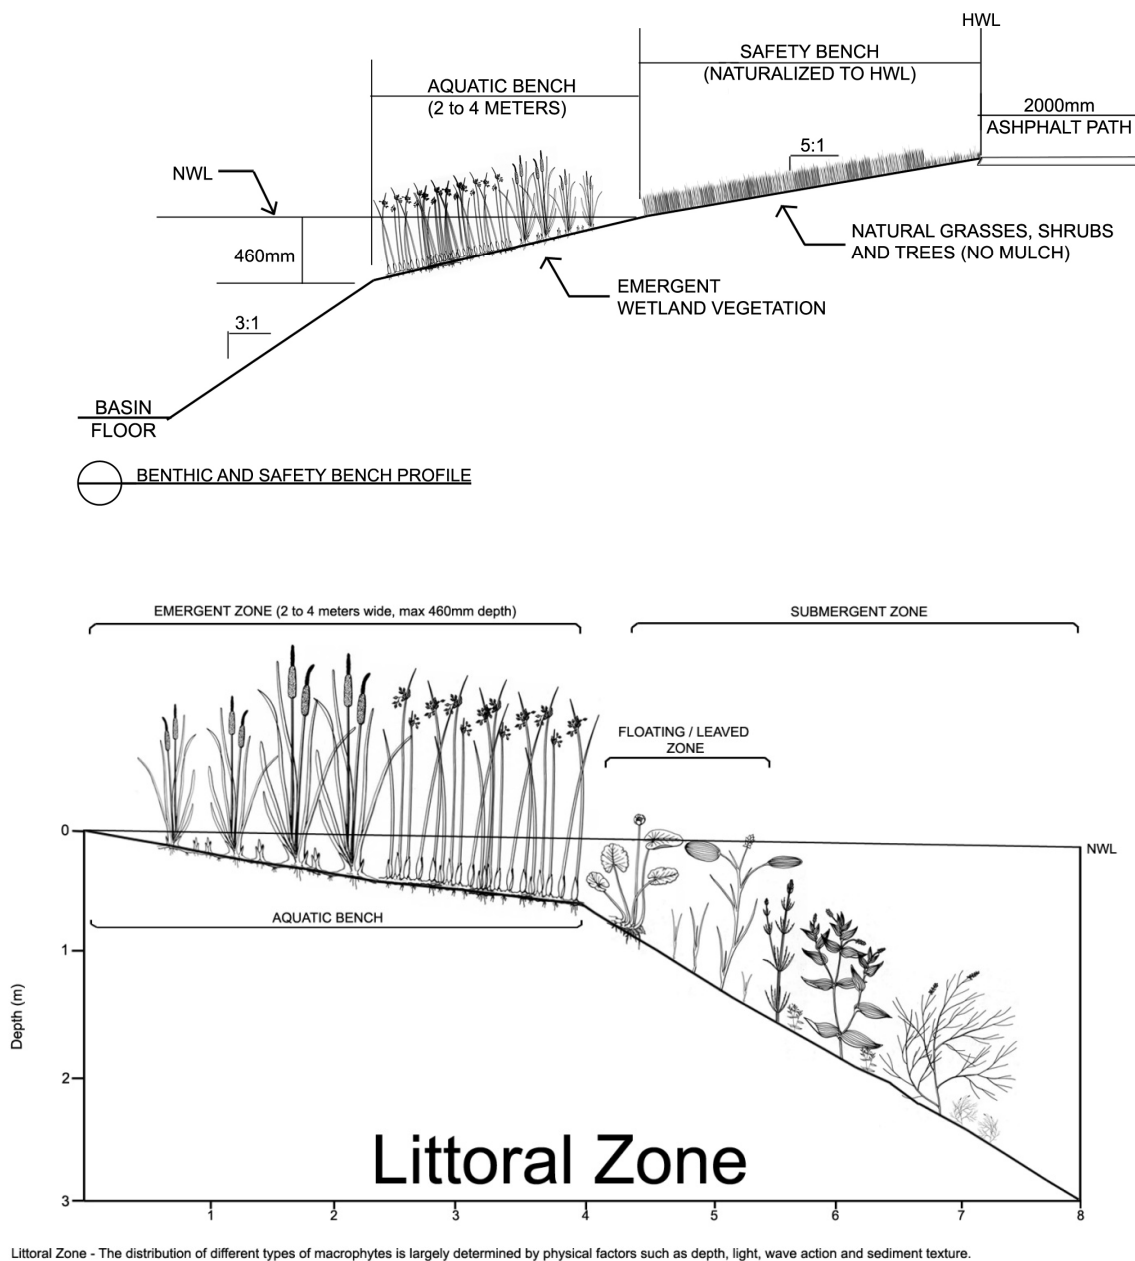 HWL
SAFETY BENCH
(NATURALIZED TO HWL)
AQUATIC BENCH
(2 to 4 METERS)
2000mm
ASHPHALT PATH
5:1
NWL
460mm
NATURAL GRASSES, SHRUBS
AND TREES (NO MULCH)
EMERGENT
WETLAND VEGETATION
3:1
BASIN
FLOOR
BENTHIC AND SAFETY BENCH PROFILE
EMERGENT ZONE (2 to 4 meters wide, max 460mm depth)
SUBMERGENT ZONE
FLOATING / LEAVED
ZONE
0
NWL
AQUATIC BENCH
1
Depth (m)
2
Littoral Zone
3
1 2 3 4 5 6 7 8
Littoral Zone - The distribution of different types of macrophytes is largely determined by physical factors such as depth, light, wave action and sediment texture.